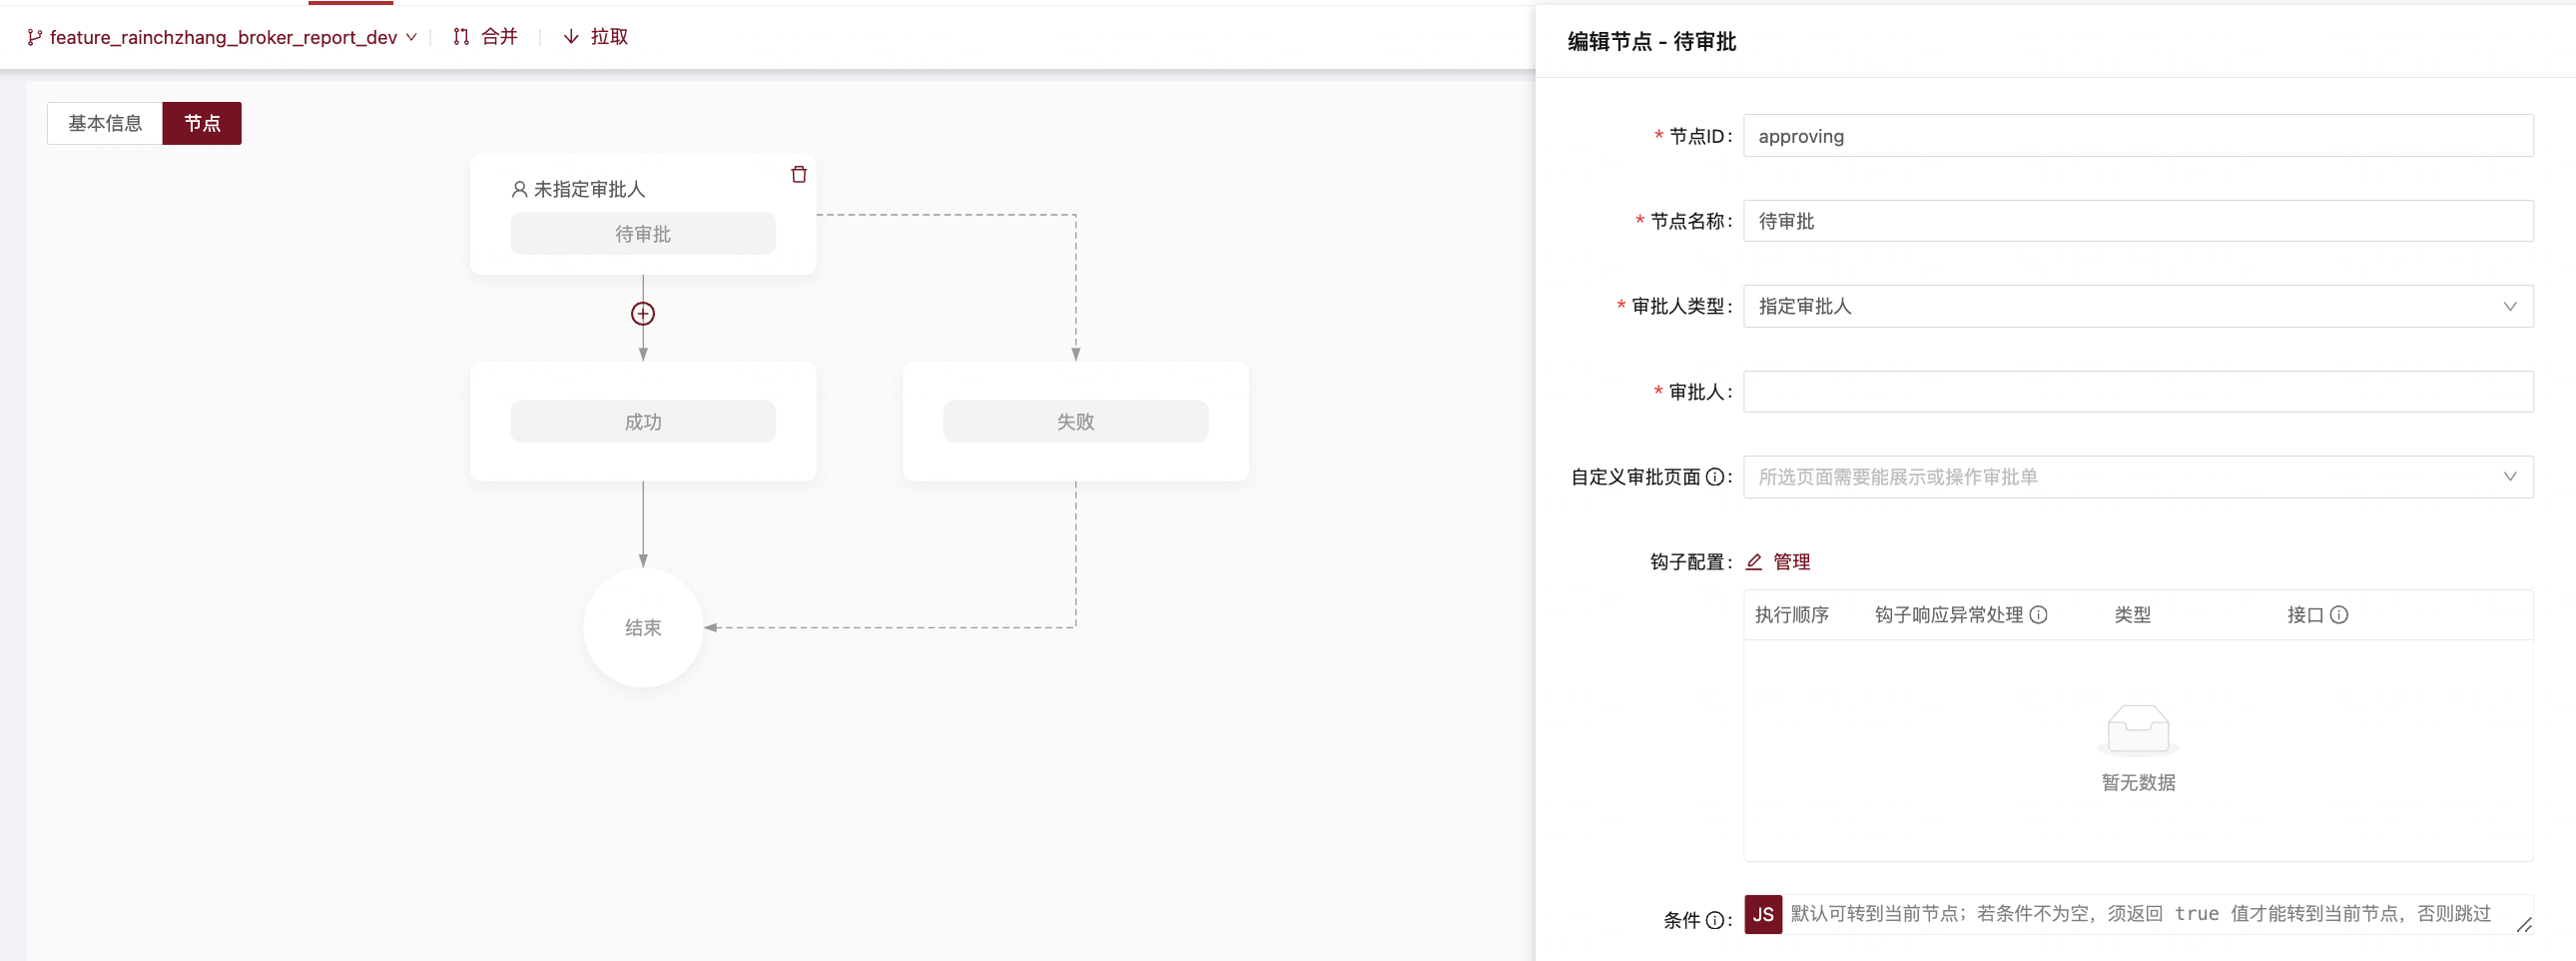 feature_rainchzhang_broker_report_dev 合并 拉取
基本信息 节点
未指定审批人
待审批
成功 失败
结束
编辑节点 - 待审批
* 节点ID: approving
* 节点名称: 待审批
* 审批人类型: 指定审批人
* 审批人:
自定义审批页面: 所选页面需要能展示或操作审批单
钩子配置: 管理
执行顺序 钩子响应异常处理 类型 接口
暂无数据
条件: JS 默认可转到当前节点；若条件不为空，须返回 true 值才能转到当前节点，否则跳过